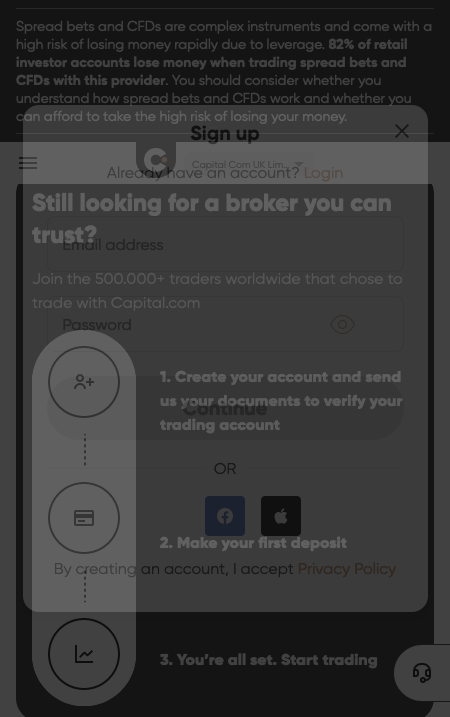 Spread bets and CFDs are complex instruments and come with a
high risk of losing money rapidly due to leverage. 82% of retail
investor accounts lose money when trading spread bets and
CFDs with this provider. You should consider whether you
understand how spread bets and CFDs work and whether you
can afford to take the high risk of losing your money.
Sign up
Capital Com UK Lim...
Already have an account? Login
Still looking for a broker you can
trust?
Email address
Join the 500.000+ traders worldwide that chose to
trade with Capital.com
Password
1. Create your account and send
us your documents to verify your
trading account
Continue
OR
2. Make your first deposit
By creating an account, I accept Privacy Policy
3. You're all set. Start trading